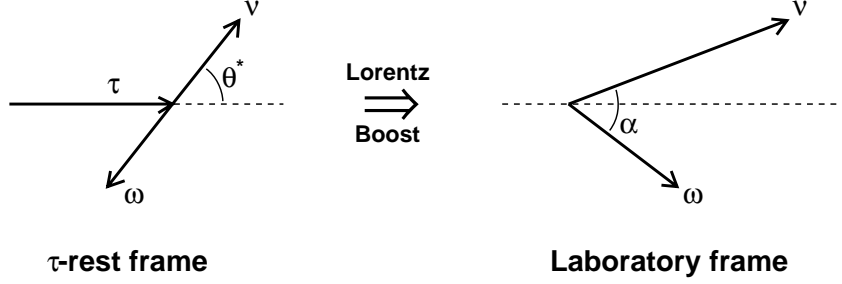 ν
θ*
τ
ω
Lorentz
Boost
ν
α
ω
τ-rest frame
Laboratory frame